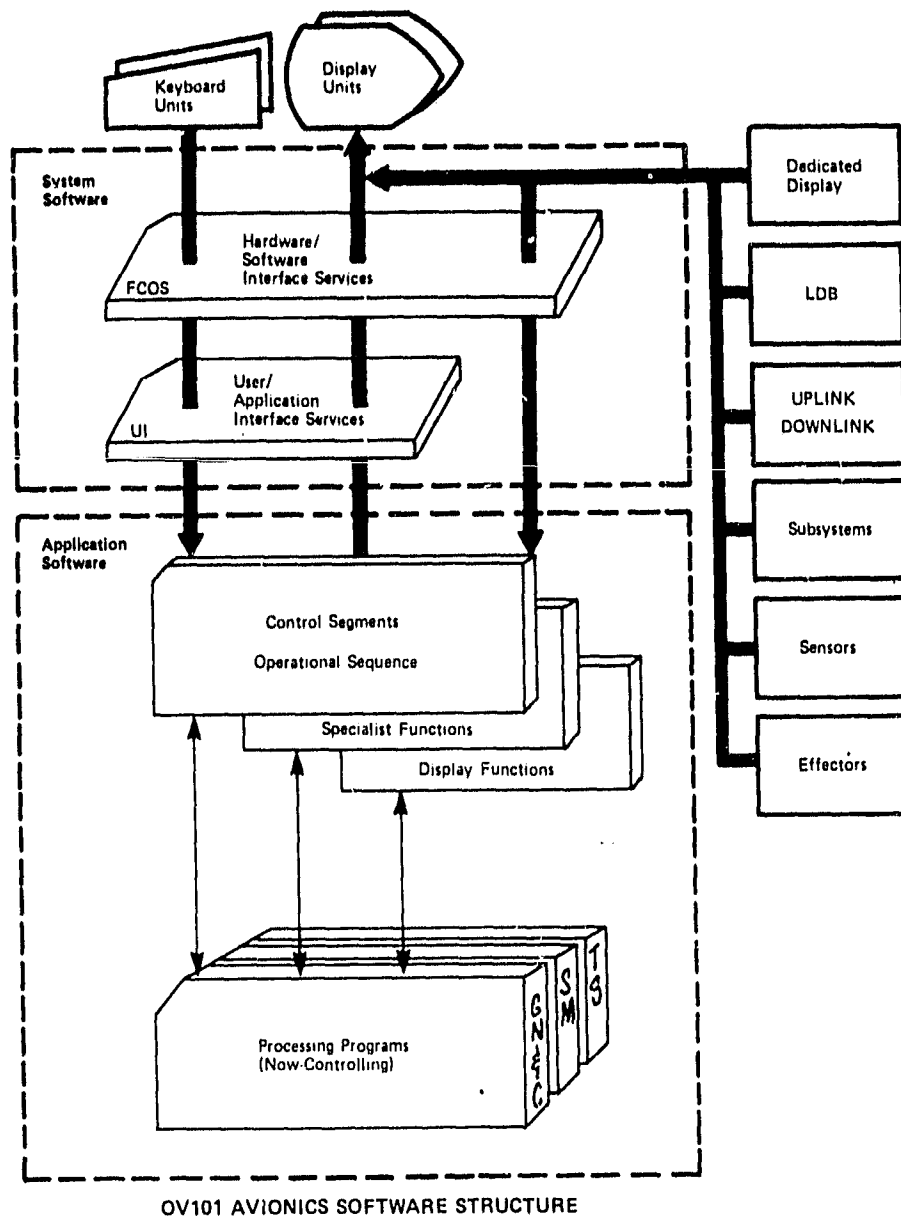 Keyboard
Units
Display
Units
System
Software
Hardware/
Software
Interface Services
FCOS
User/
Application
Interface Services
UI
Dedicated
Display
LDB
UPLINK
DOWNLINK
Subsystems
Sensors
Effectors
Application
Software
Control Segments
Operational Sequence
Specialist Functions
Display Functions
Processing Programs
(Now-Controlling)
GN&C
SM
TS
OV101 AVIONICS SOFTWARE STRUCTURE